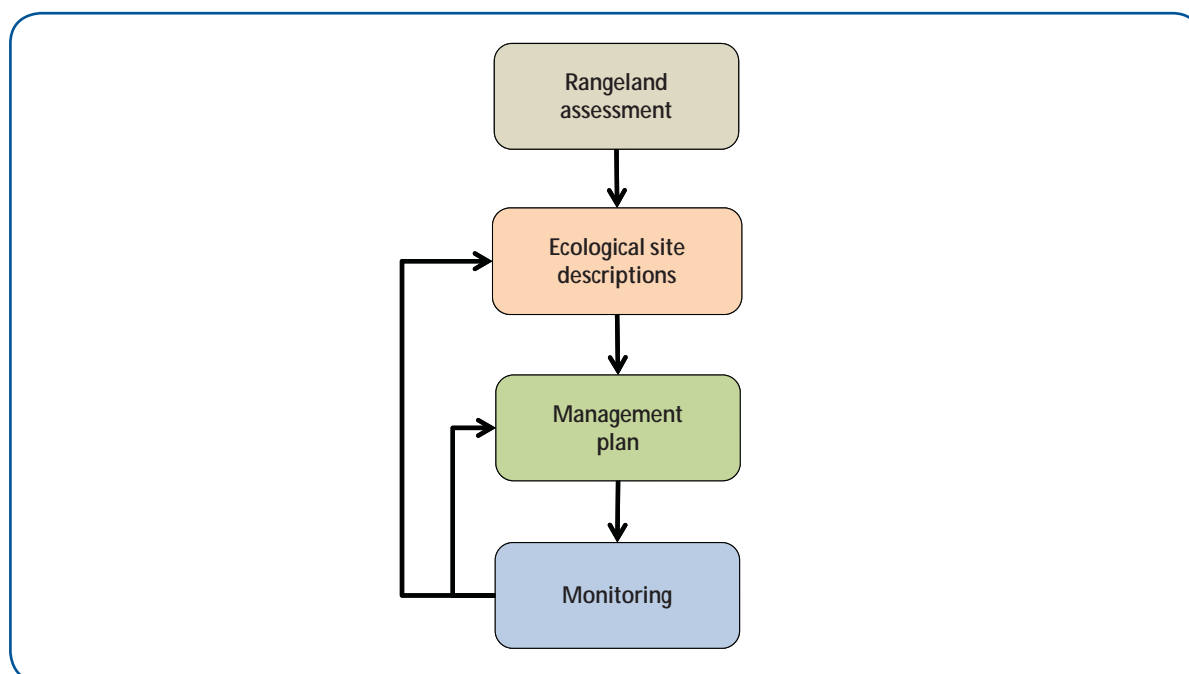 Rangeland
assessment
Ecological site
descriptions
Management
plan
Monitoring